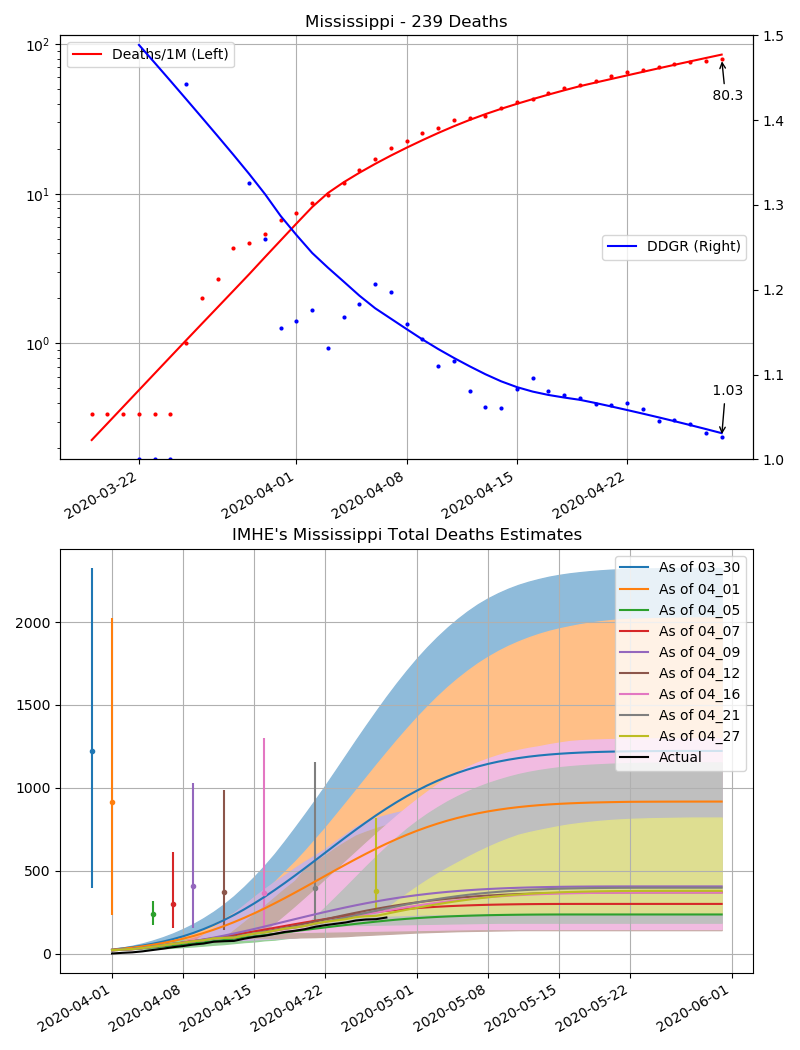 Mississippi - 239 Deaths
Deaths/1M (Left)
DDGR (Right)
80.3
1.03
10²
10¹
10⁰
1.5
1.4
1.3
1.2
1.1
1.0
2020-03-22
2020-04-01
2020-04-08
2020-04-15
2020-04-22
IMHE's Mississippi Total Deaths Estimates
As of 03_30
As of 04_01
As of 04_05
As of 04_07
As of 04_09
As of 04_12
As of 04_16
As of 04_21
As of 04_27
Actual
2000
1500
1000
500
0
2020-04-01
2020-04-08
2020-04-15
2020-04-22
2020-05-01
2020-05-08
2020-05-15
2020-05-22
2020-06-01